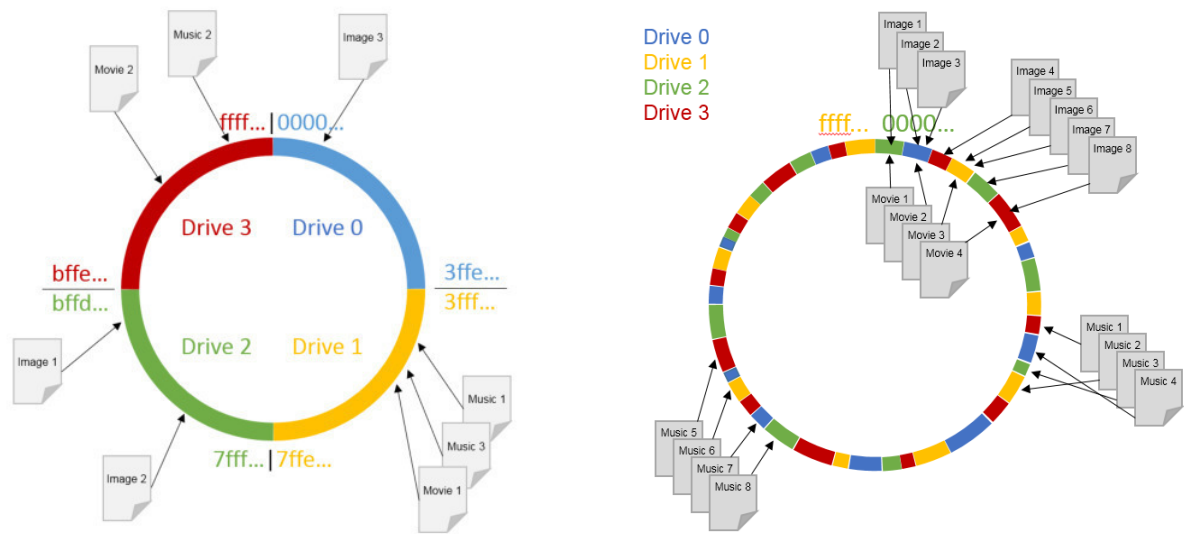 Music 2
Image 3
Movie 2
ffff...|0000...
Drive 3
Drive 0
bffe...
bffd...
3ffe...
3fff...
Drive 2
Drive 1
Image 1
Music 1
Music 3
Movie 1
Image 2
7fff...|7ffe...
Drive 0
Drive 1
Drive 2
Drive 3
Image 1
Image 2
Image 3
Image 4
Image 5
Image 6
Image 7
Image 8
ffff... 0000...
Movie 1
Movie 2
Movie 3
Movie 4
Music 1
Music 2
Music 3
Music 4
Music 5
Music 6
Music 7
Music 8